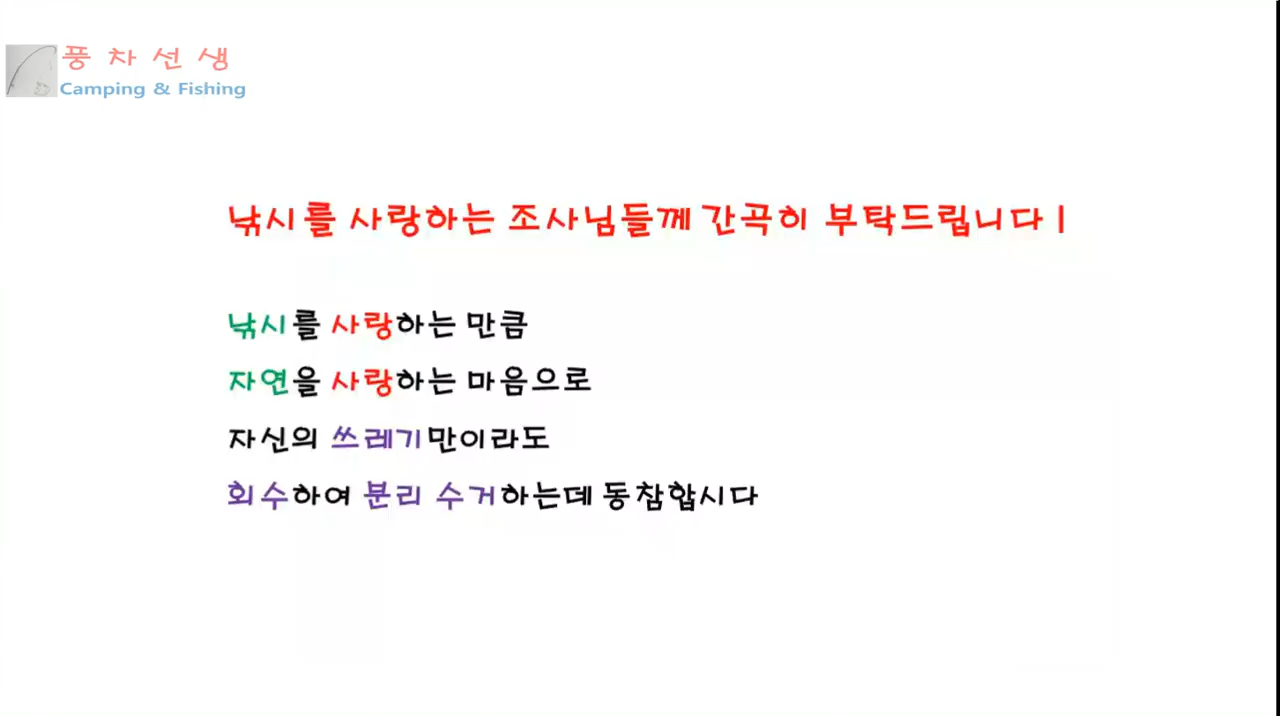 풍차선생
Camping & Fishing
낚시를 사랑하는 조사님들께 간곡히 부탁드립니다 !
낚시를 사랑하는 만큼
자연을 사랑하는 마음으로
자신의 쓰레기만이라도
회수하여 분리 수거하는데 동참합시다